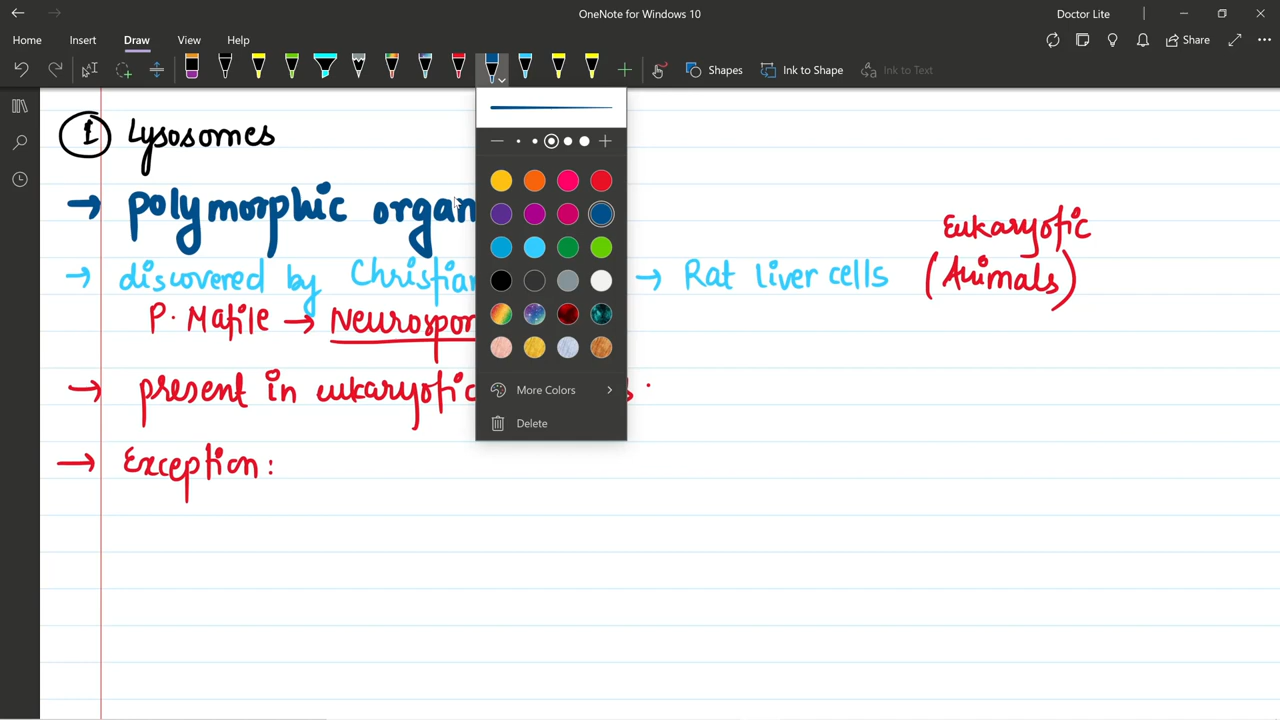 OneNote for Windows 10
Doctor Lite
Home Insert Draw View Help
Share
Shapes Ink to Shape Ink to Text
1 Lysosomes
→ polymorphic organ
Eukaryotic
→ discovered by Christian → Rat liver cells (Animals)
P. Matile → Neurospor
→ present in eukaryotic s.
→ Exception:
More Colors
Delete